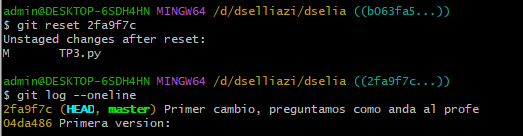 admin@DESKTOP-6SDH4HN MINGW64 /d/dselliazi/dselia ((b063fa5...))
$ git reset 2fa9f7c
Unstaged changes after reset:
M       TP3.py
admin@DESKTOP-6SDH4HN MINGW64 /d/dselliazi/dselia ((2fa9f7c...))
$ git log --oneline
2fa9f7c (HEAD, master) Primer cambio, preguntamos como anda al profe
04da486 Primera version: